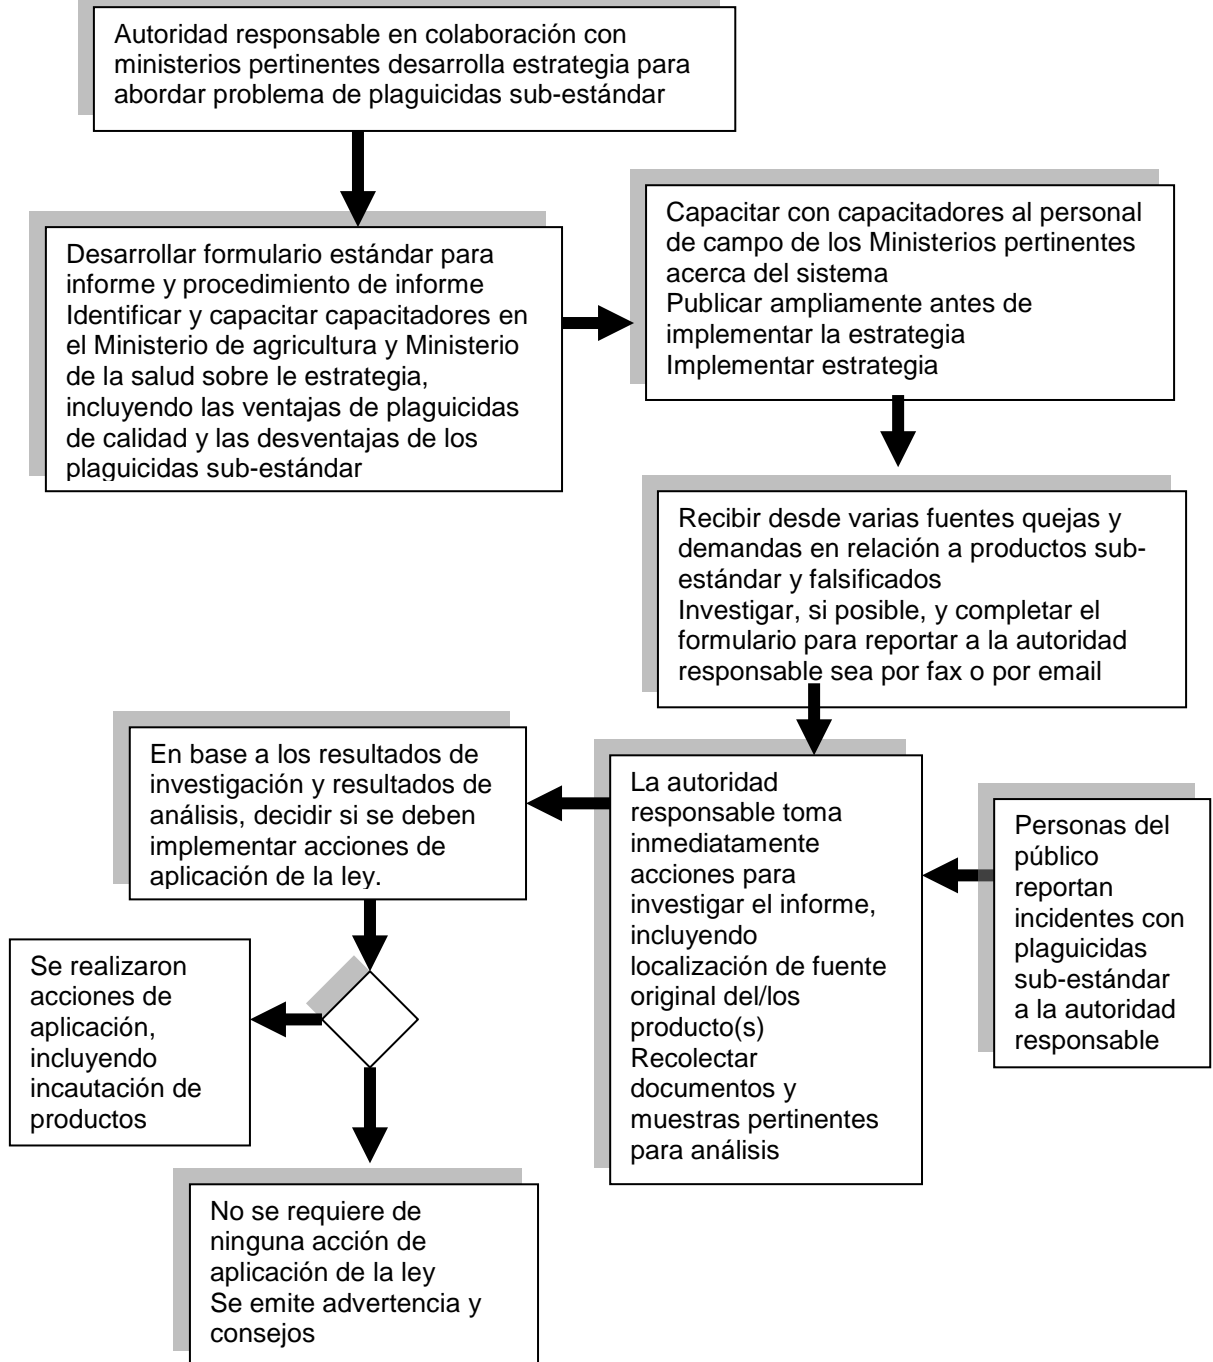 Autoridad responsable en colaboración con
ministerios pertinentes desarrolla estrategia para
abordar problema de plaguicidas sub-estándar
Desarrollar formulario estándar para
informe y procedimiento de informe
Identificar y capacitar capacitadores en
el Ministerio de agricultura y Ministerio
de la salud sobre le estrategia,
incluyendo las ventajas de plaguicidas
de calidad y las desventajas de los
plaguicidas sub-estándar
Capacitar con capacitadores al personal
de campo de los Ministerios pertinentes
acerca del sistema
Publicar ampliamente antes de
implementar la estrategia
Implementar estrategia
Recibir desde varias fuentes quejas y
demandas en relación a productos sub-
estándar y falsificados
Investigar, si posible, y completar el
formulario para reportar a la autoridad
responsable sea por fax o por email
La autoridad
responsable toma
inmediatamente
acciones para
investigar el informe,
incluyendo
localización de fuente
original del/los
producto(s)
Recolectar
documentos y
muestras pertinentes
para análisis
Personas del
público
reportan
incidentes con
plaguicidas
sub-estándar
a la autoridad
responsable
En base a los resultados de
investigación y resultados de
análisis, decidir si se deben
implementar acciones de
aplicación de la ley.
Se realizaron
acciones de
aplicación,
incluyendo
incautación de
productos
No se requiere de
ninguna acción de
aplicación de la ley
Se emite advertencia y
consejos